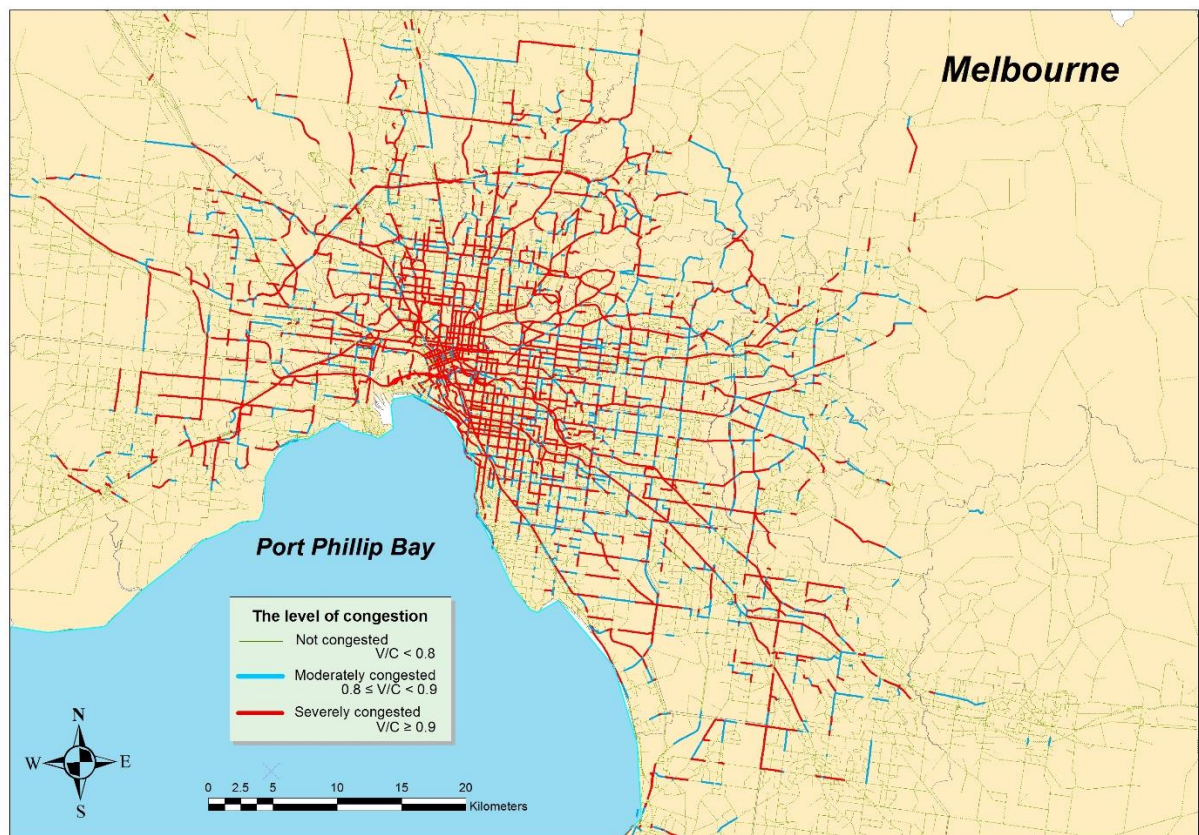 Melbourne
Port Phillip Bay
The level of congestion
Not congested
V/C < 0.8
Moderately congested
0.8 ≤ V/C < 0.9
Severely congested
V/C ≥ 0.9
N
W E
S
0 2.5 5 10 15 20
Kilometers